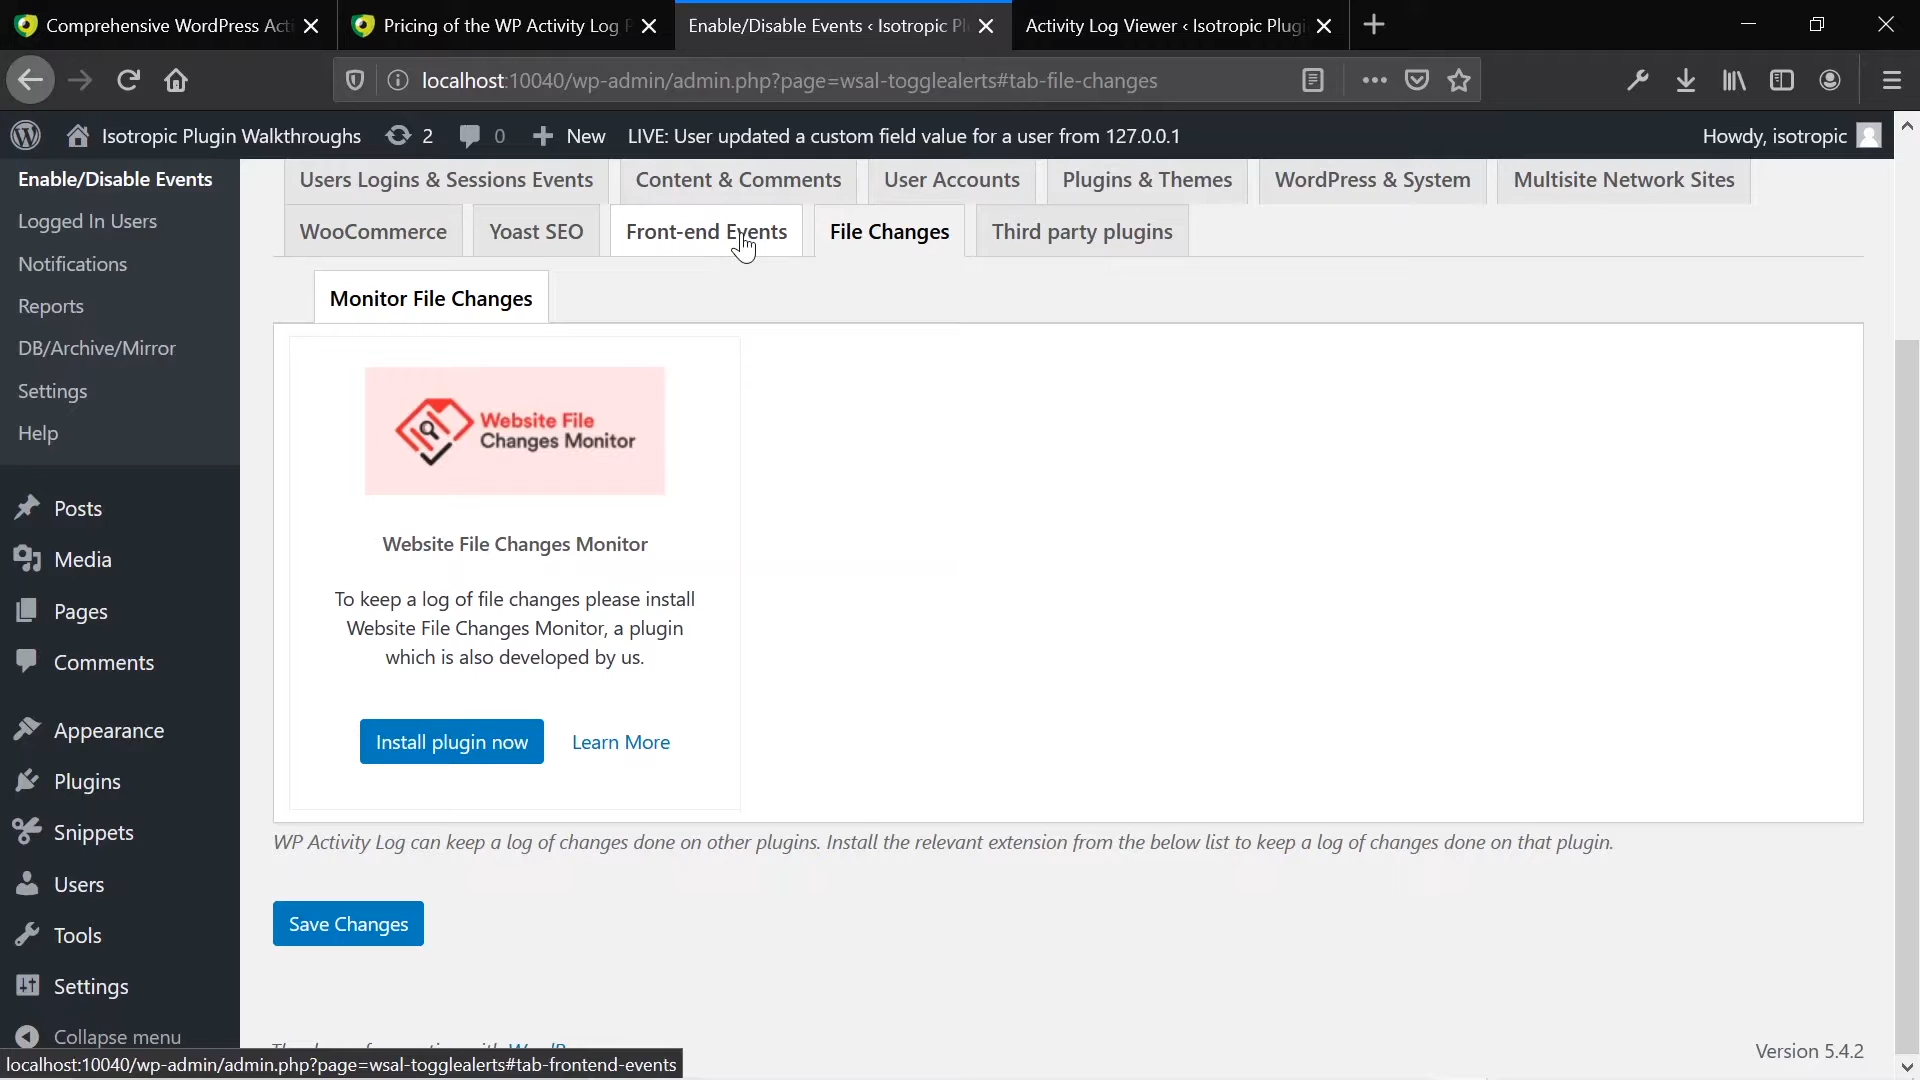 Comprehensive WordPress Acti
Pricing of the WP Activity Log P
Enable/Disable Events ‹ Isotropic Pl
Activity Log Viewer ‹ Isotropic Plugi
localhost:10040/wp-admin/admin.php?page=wsal-togglealerts#tab-file-changes
Isotropic Plugin Walkthroughs 2 0 New LIVE: User updated a custom field value for a user from 127.0.0.1 Howdy, isotropic
Enable/Disable Events
Logged In Users
Notifications
Reports
DB/Archive/Mirror
Settings
Help
Posts
Media
Pages
Comments
Appearance
Plugins
Snippets
Users
Tools
Settings
Collapse menu
Users Logins & Sessions Events Content & Comments User Accounts Plugins & Themes WordPress & System Multisite Network Sites
WooCommerce Yoast SEO Front-end Events File Changes Third party plugins
Monitor File Changes
Website File
Changes Monitor
Website File Changes Monitor
To keep a log of file changes please install
Website File Changes Monitor, a plugin
which is also developed by us.
Install plugin now Learn More
WP Activity Log can keep a log of changes done on other plugins. Install the relevant extension from the below list to keep a log of changes done on that plugin.
Save Changes
Version 5.4.2
localhost:10040/wp-admin/admin.php?page=wsal-togglealerts#tab-frontend-events